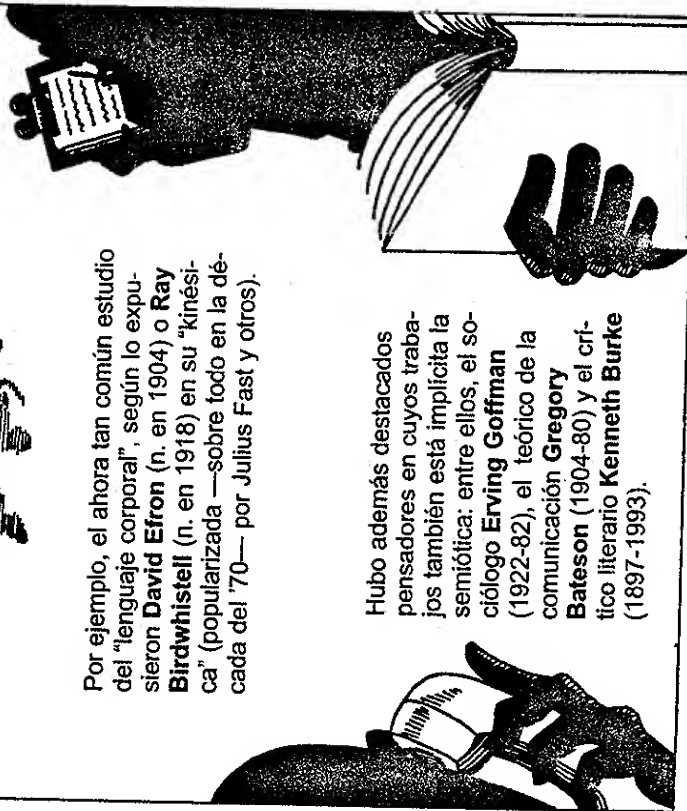 Por ejemplo, el ahora tan común estudio
del "lenguaje corporal", según lo expu-
sieron David Efron (n. en 1904) o Ray
Birdwhistell (n. en 1918) en su "kinési-
ca" (popularizada —sobre todo en la dé-
cada del '70— por Julius Fast y otros).
Hubo además destacados
pensadores en cuyos traba-
jos también está implícita la
semiótica: entre ellos, el so-
ciólogo Erving Goffman
(1922-82), el teórico de la
comunicación Gregory
Bateson (1904-80) y el crí-
tico literario Kenneth Burke
(1897-1993).